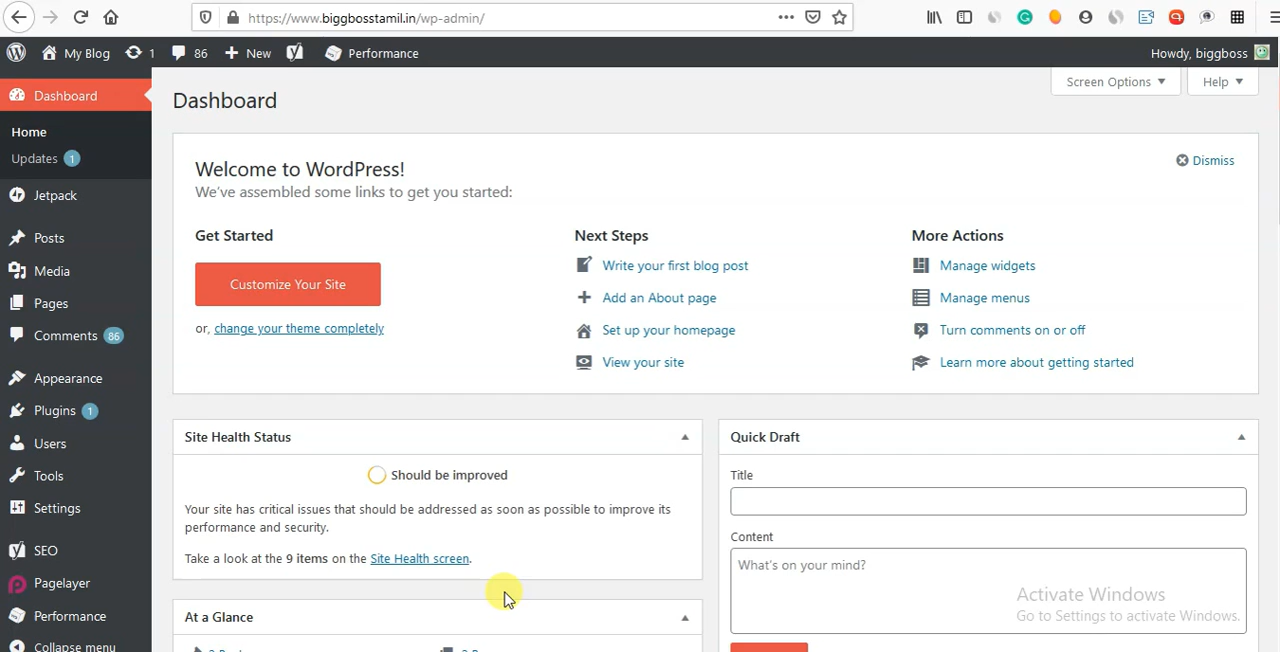 https://www.biggbosstamil.in/wp-admin/
My Blog 1 86 New Performance Howdy, biggboss
Screen Options Help
Dashboard
Home
Updates 1
Jetpack
Posts
Media
Pages
Comments 86
Appearance
Plugins 1
Users
Tools
Settings
SEO
Pagelayer
Performance
Collapse menu
Dashboard
Welcome to WordPress!
Dismiss
We've assembled some links to get you started:
Get Started
Customize Your Site
or, change your theme completely
Next Steps
Write your first blog post
Add an About page
Set up your homepage
View your site
More Actions
Manage widgets
Manage menus
Turn comments on or off
Learn more about getting started
Site Health Status
Should be improved
Your site has critical issues that should be addressed as soon as possible to improve its
performance and security.
Take a look at the 9 items on the Site Health screen.
At a Glance
Quick Draft
Title
Content
What's on your mind?
Activate Windows
Go to Settings to activate Windows.